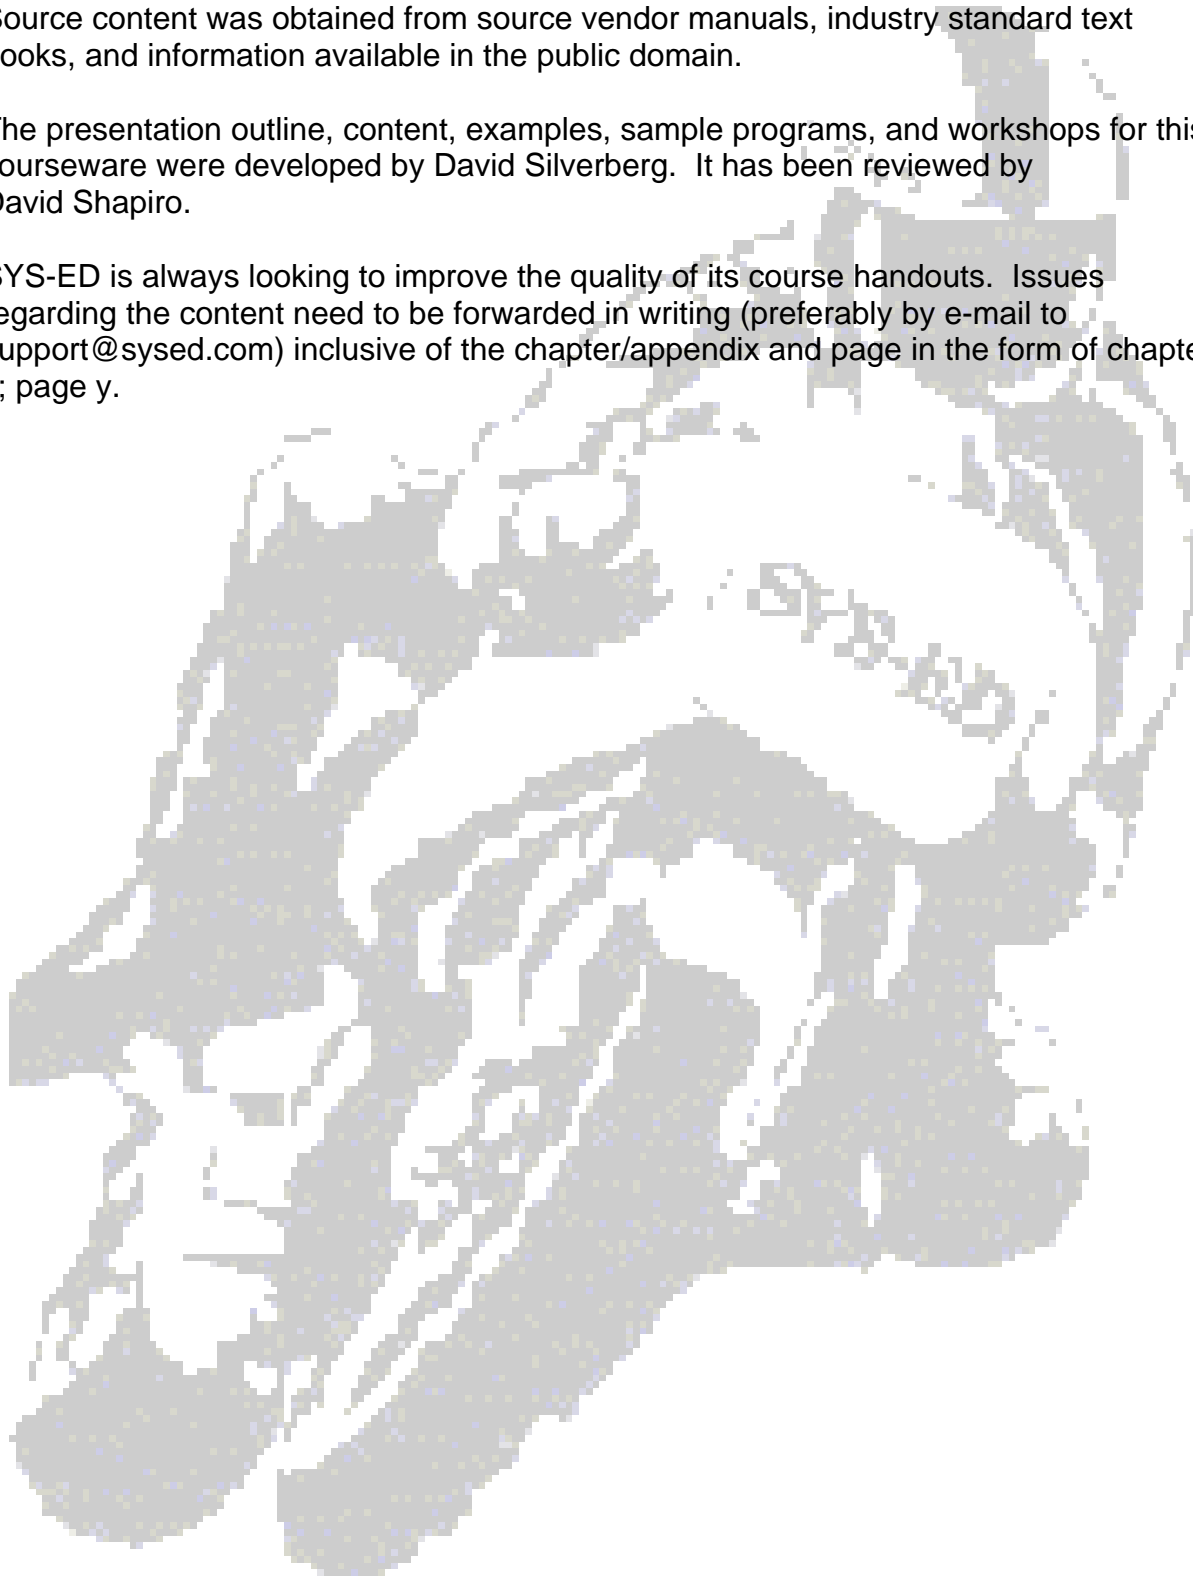 ource content was obtained from source vendor manuals, industry standard text
ooks, and information available in the public domain.
he presentation outline, content, examples, sample programs, and workshops for this
ourseware were developed by David Silverberg.  It has been reviewed by
David Shapiro.
SYS-ED is always looking to improve the quality of its course handouts.  Issues
egarding the content need to be forwarded in writing (preferably by e-mail to
upport@sysed.com) inclusive of the chapter/appendix and page in the form of chapte
; page y.
SYS-ED